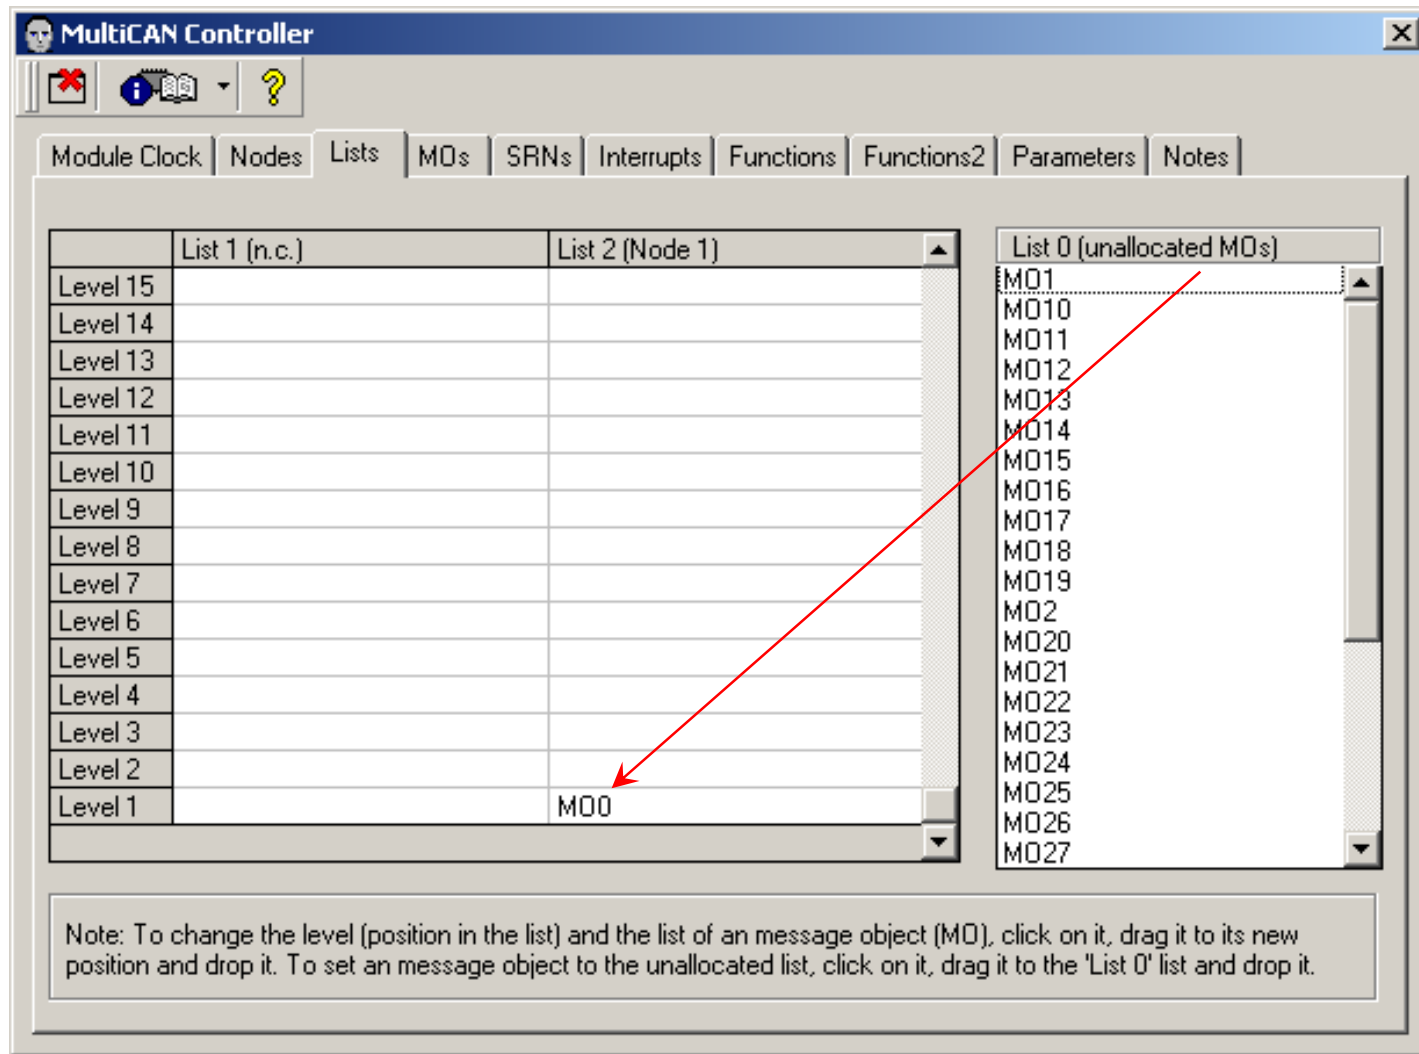 MultiCAN Controller
Module Clock Nodes Lists MOs SRNs Interrupts Functions Functions2 Parameters Notes
List 1 (n.c.) List 2 (Node 1)
Level 15
Level 14
Level 13
Level 12
Level 11
Level 10
Level 9
Level 8
Level 7
Level 6
Level 5
Level 4
Level 3
Level 2
Level 1 MO0
List 0 (unallocated MOs)
MO1
MO10
MO11
MO12
MO13
MO14
MO15
MO16
MO17
MO18
MO19
MO2
MO20
MO21
MO22
MO23
MO24
MO25
MO26
MO27
Note: To change the level (position in the list) and the list of an message object (MO), click on it, drag it to its new
position and drop it. To set an message object to the unallocated list, click on it, drag it to the 'List 0' list and drop it.